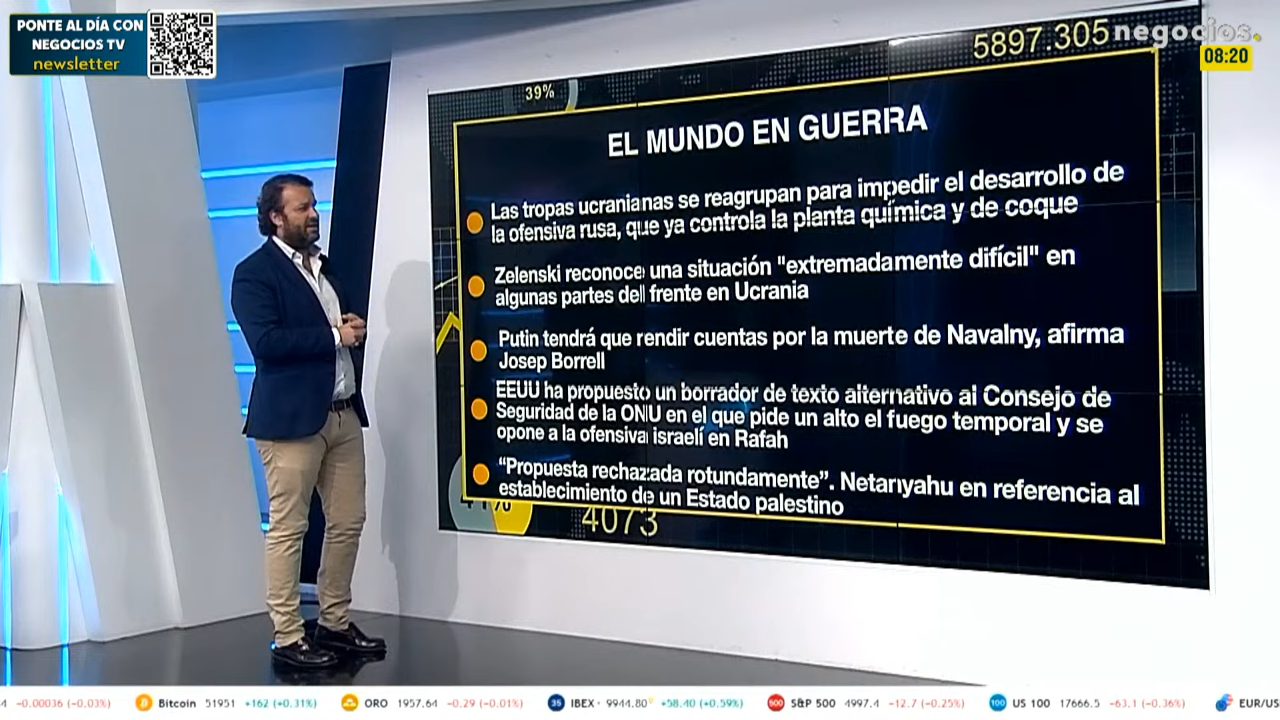 PONTE AL DÍA CON
NEGOCIOS TV
newsletter
negocios.
08:20
5897.305
39%
EL MUNDO EN GUERRA
Las tropas ucranianas se reagrupan para impedir el desarrollo de
la ofensiva rusa, que ya controla la planta química y de coque
Zelenski reconoce una situación "extremadamente difícil" en
algunas partes del frente en Ucrania
Putin tendrá que rendir cuentas por la muerte de Navalny, afirma
Josep Borrell
EEUU ha propuesto un borrador de texto alternativo al Consejo de
Seguridad de la ONU en el que pide un alto el fuego temporal y se
opone a la ofensiva israelí en Rafah
“Propuesta rechazada rotundamente”. Netanyahu en referencia al
establecimiento de un Estado palestino
4073
4 -0.00036 (-0.03%) Bitcoin 51951 +162 (+0.31%) ORO 1957.64 -0.29 (-0.01%) 35 IBEX 9944.80 +58.40 (+0.59%) 500 S&P 500 4997.4 -12.7 (-0.25%) 100 US 100 17666.5 -63.1 (-0.36%) EUR/US